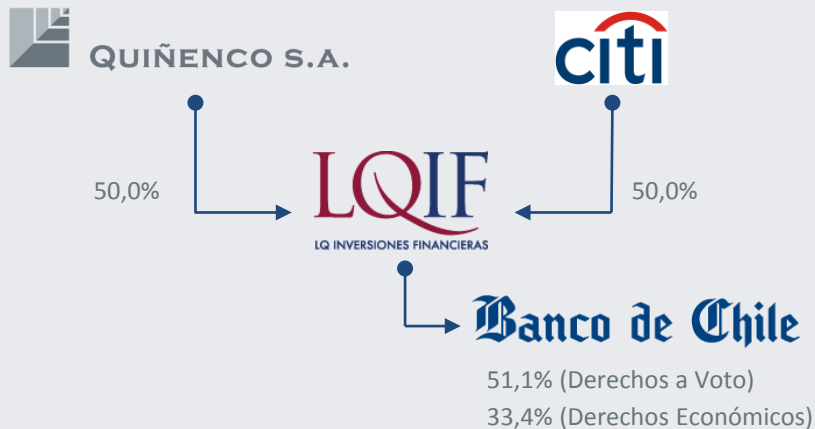 QUIÑENCO S.A.
citi
50,0%
LQIF
50,0%
LQ INVERSIONES FINANCIERAS
Banco de Chile
51,1% (Derechos a Voto)
33,4% (Derechos Económicos)